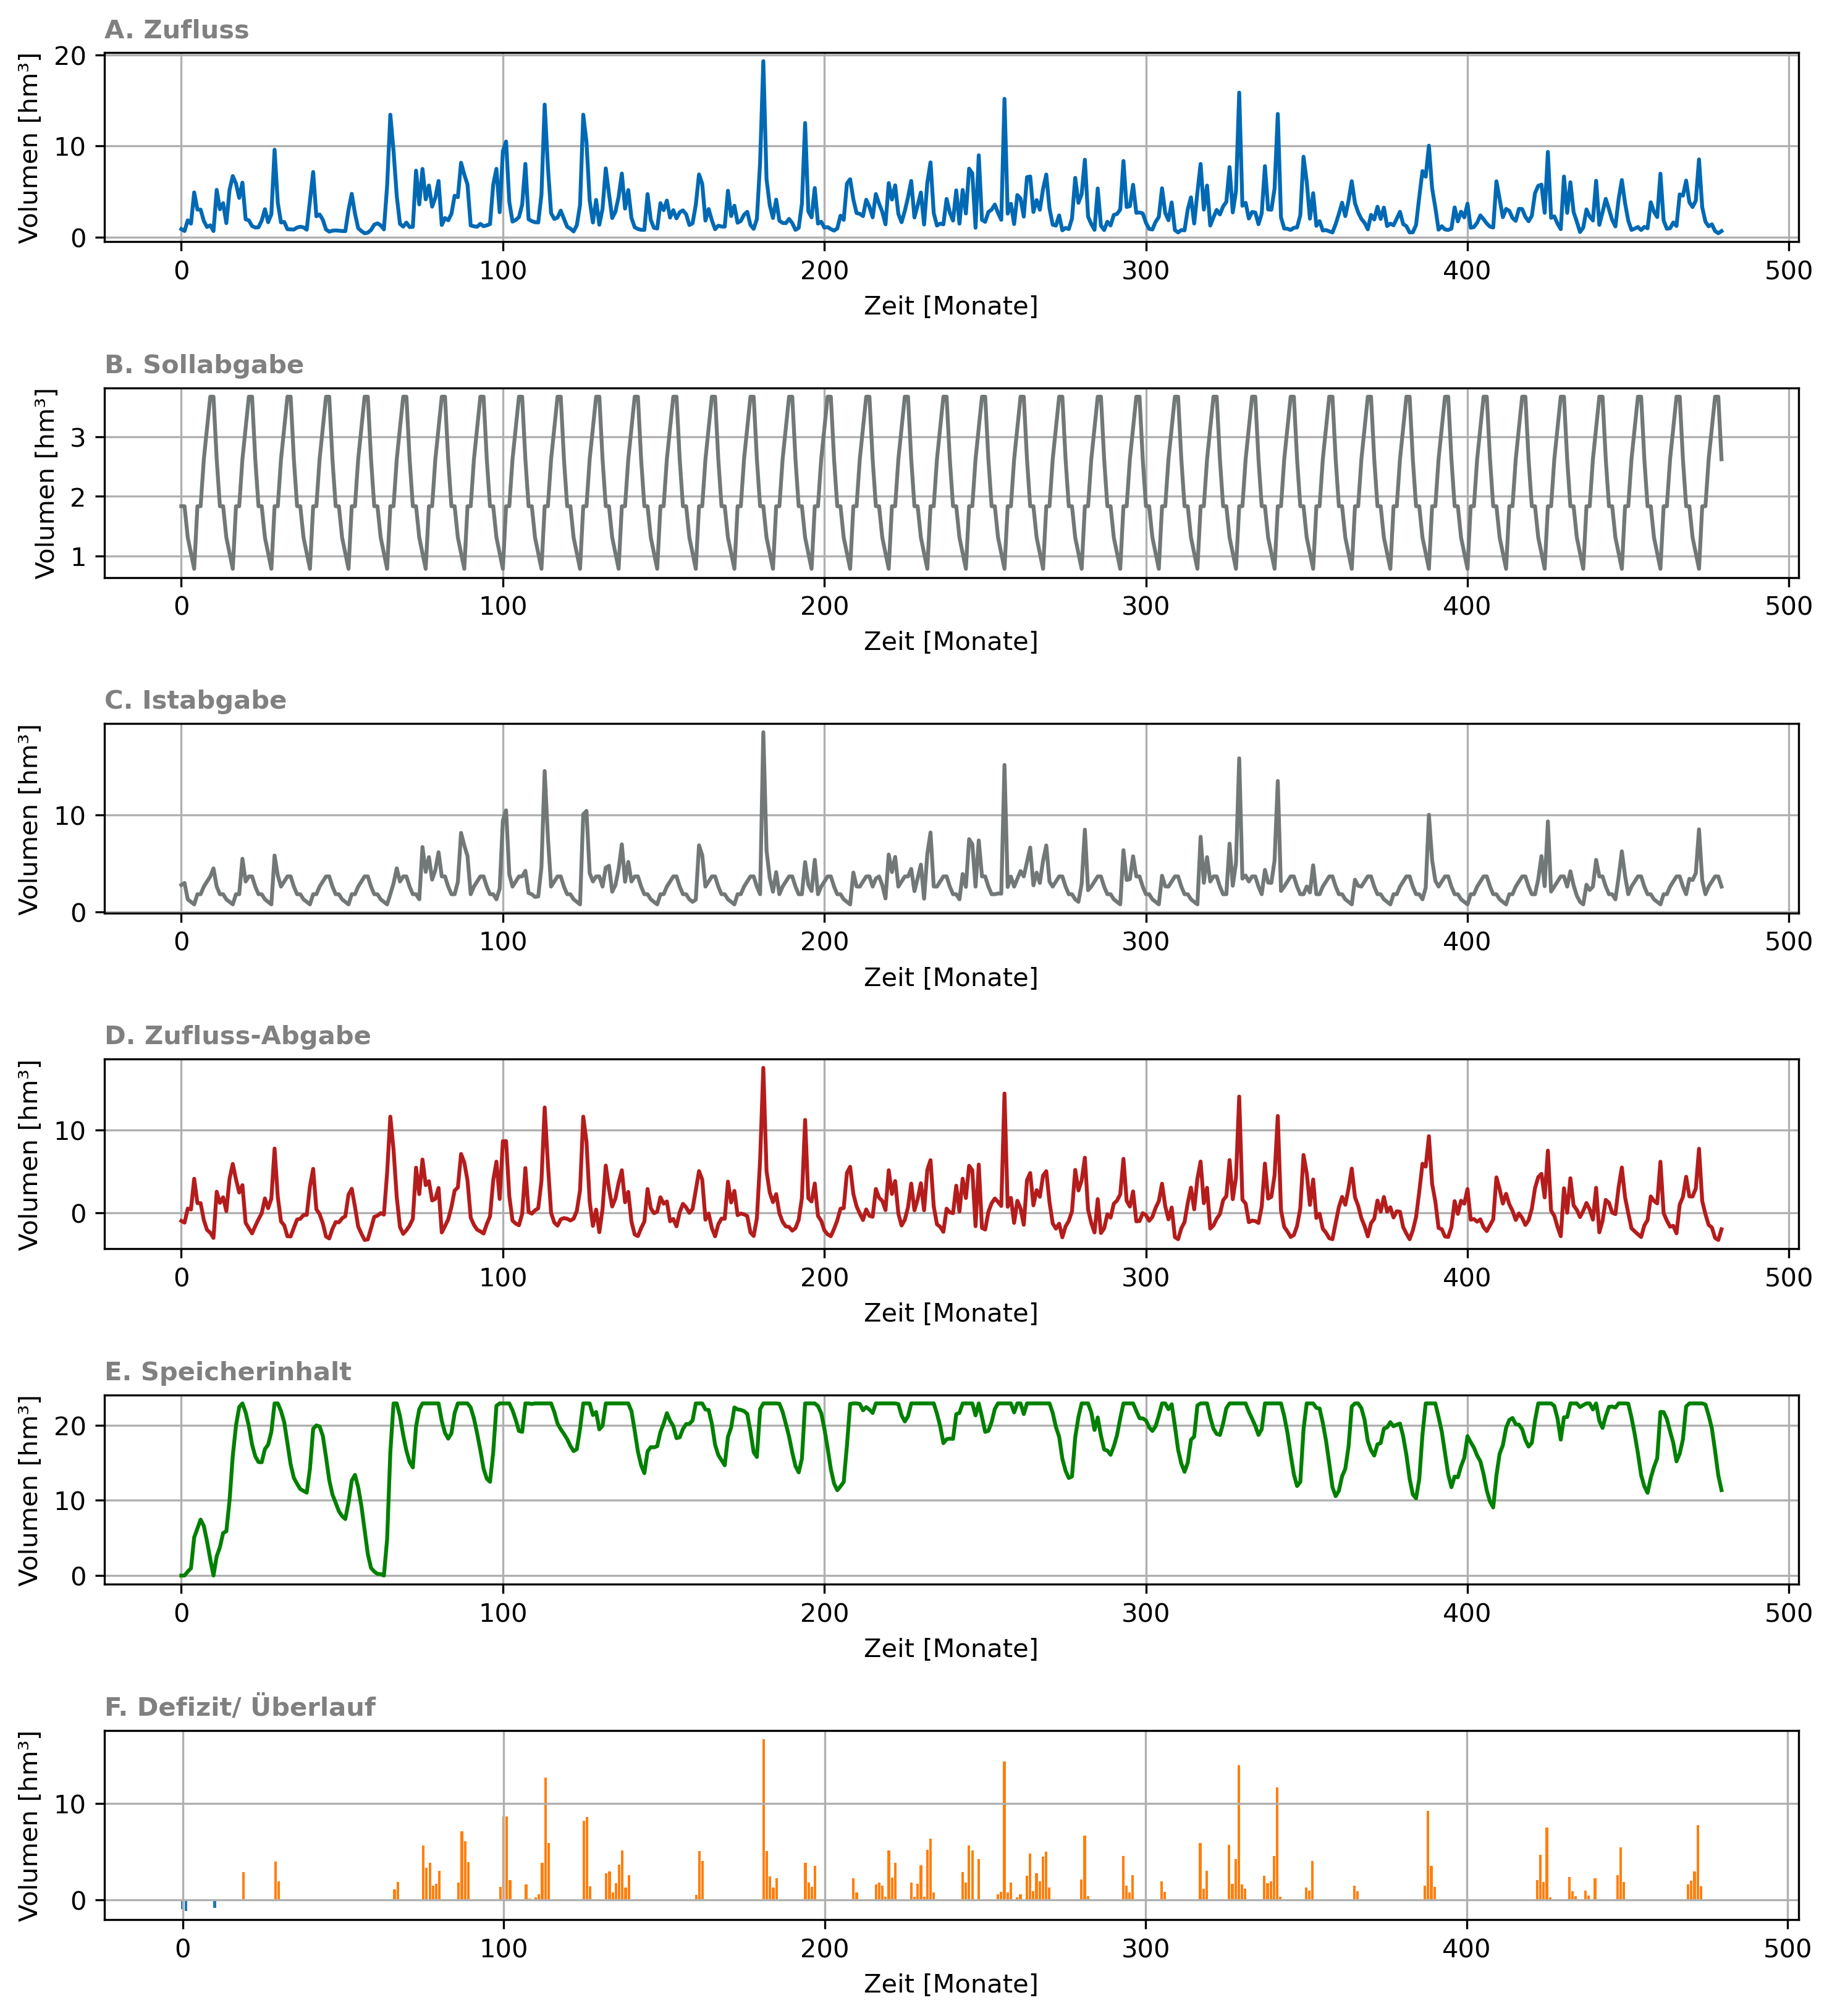 A. Zufluss
Volumen [hm³]
20
10
0
0 100 200 300 400 500
Zeit [Monate]
B. Sollabgabe
Volumen [hm³]
3
2
1
0 100 200 300 400 500
Zeit [Monate]
C. Istabgabe
Volumen [hm³]
10
0
0 100 200 300 400 500
Zeit [Monate]
D. Zufluss-Abgabe
Volumen [hm³]
10
0
0 100 200 300 400 500
Zeit [Monate]
E. Speicherinhalt
Volumen [hm³]
20
10
0
0 100 200 300 400 500
Zeit [Monate]
F. Defizit/ Überlauf
Volumen [hm³]
10
0
0 100 200 300 400 500
Zeit [Monate]